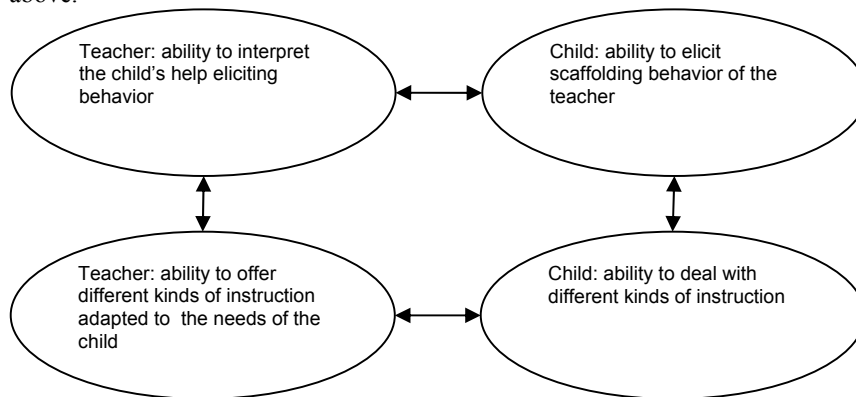 above.
Teacher: ability to interpret
the child's help eliciting
behavior
Child: ability to elicit
scaffolding behavior of the
teacher
Teacher: ability to offer
different kinds of instruction
adapted to the needs of the
child
Child: ability to deal with
different kinds of instruction